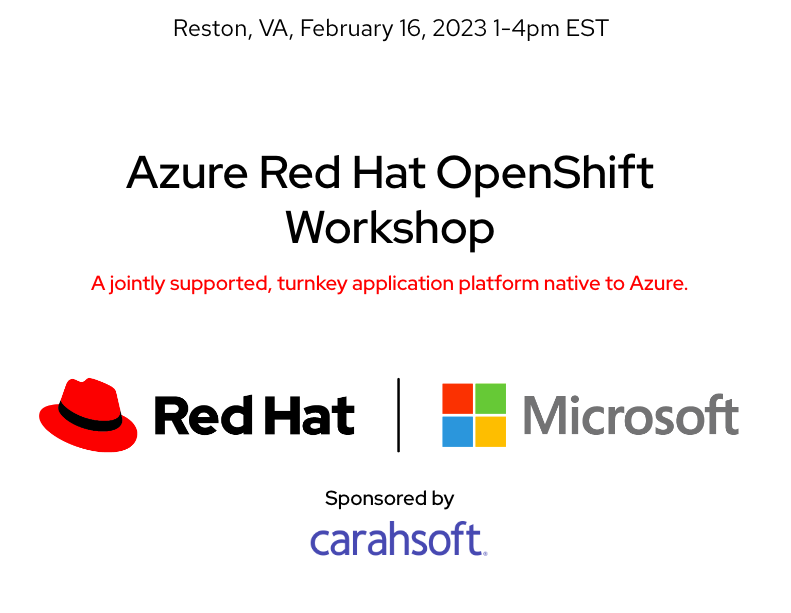 Reston, VA, February 16, 2023 1-4pm EST
Azure Red Hat OpenShift
Workshop
A jointly supported, turnkey application platform native to Azure.
Red Hat | Microsoft
Sponsored by
carahsoft.